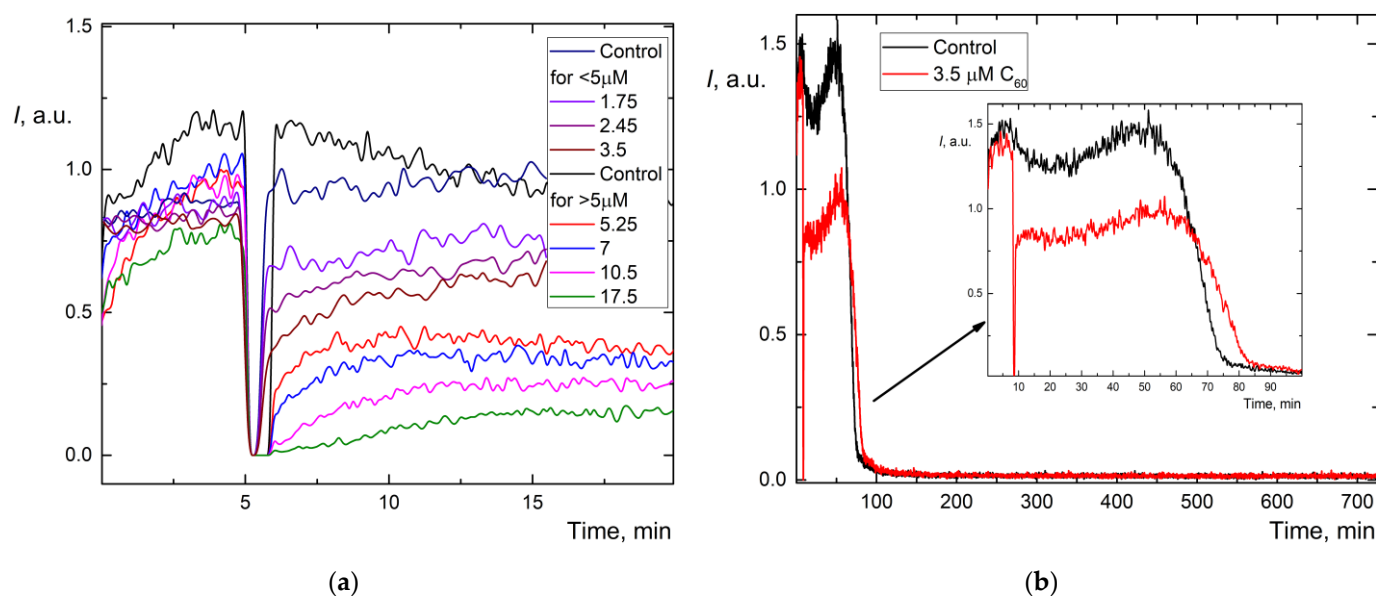 1.5
1.0
0.5
0.0
I, a.u.
Control
for <5μM
1.75
2.45
3.5
Control
for >5μM
5.25
7
10.5
17.5
5 10 15
Time, min
(a)
1.5
1.0
0.5
0.0
I, a.u.
Control
3.5 μM C₆₀
1.5
1.0
0.5
I, a.u.
10 20 30 40 50 60 70 80 90
Time, min
100 200 300 400 500 600 700
Time, min
(b)